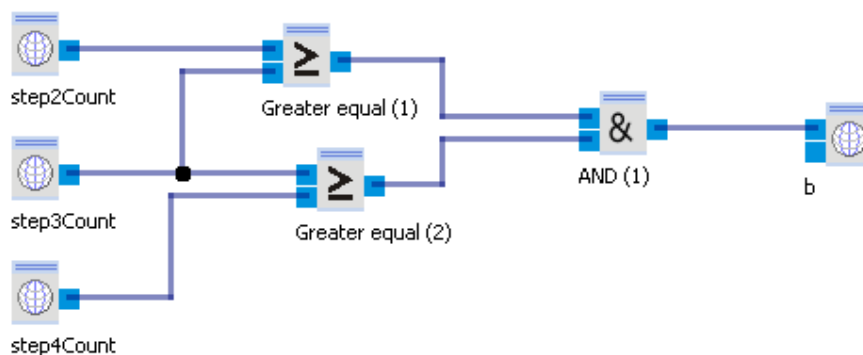 step2Count
≥
Greater equal (1)
step3Count
≥
Greater equal (2)
step4Count
&
AND (1)
b